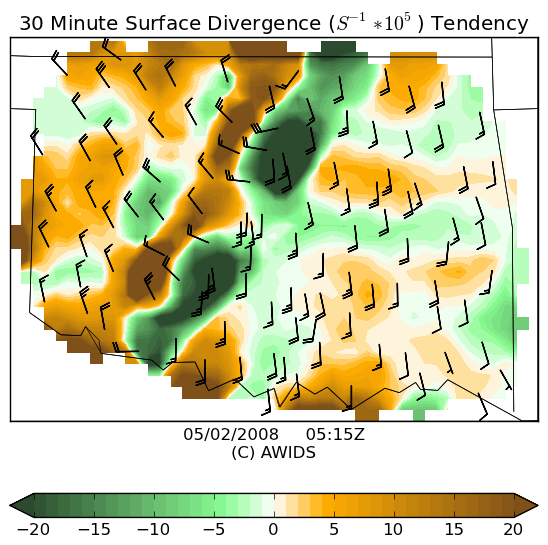 30 Minute Surface Divergence (S⁻¹ *10⁵ ) Tendency
05/02/2008 05:15Z
(C) AWIDS
−20 −15 −10 −5 0 5 10 15 20